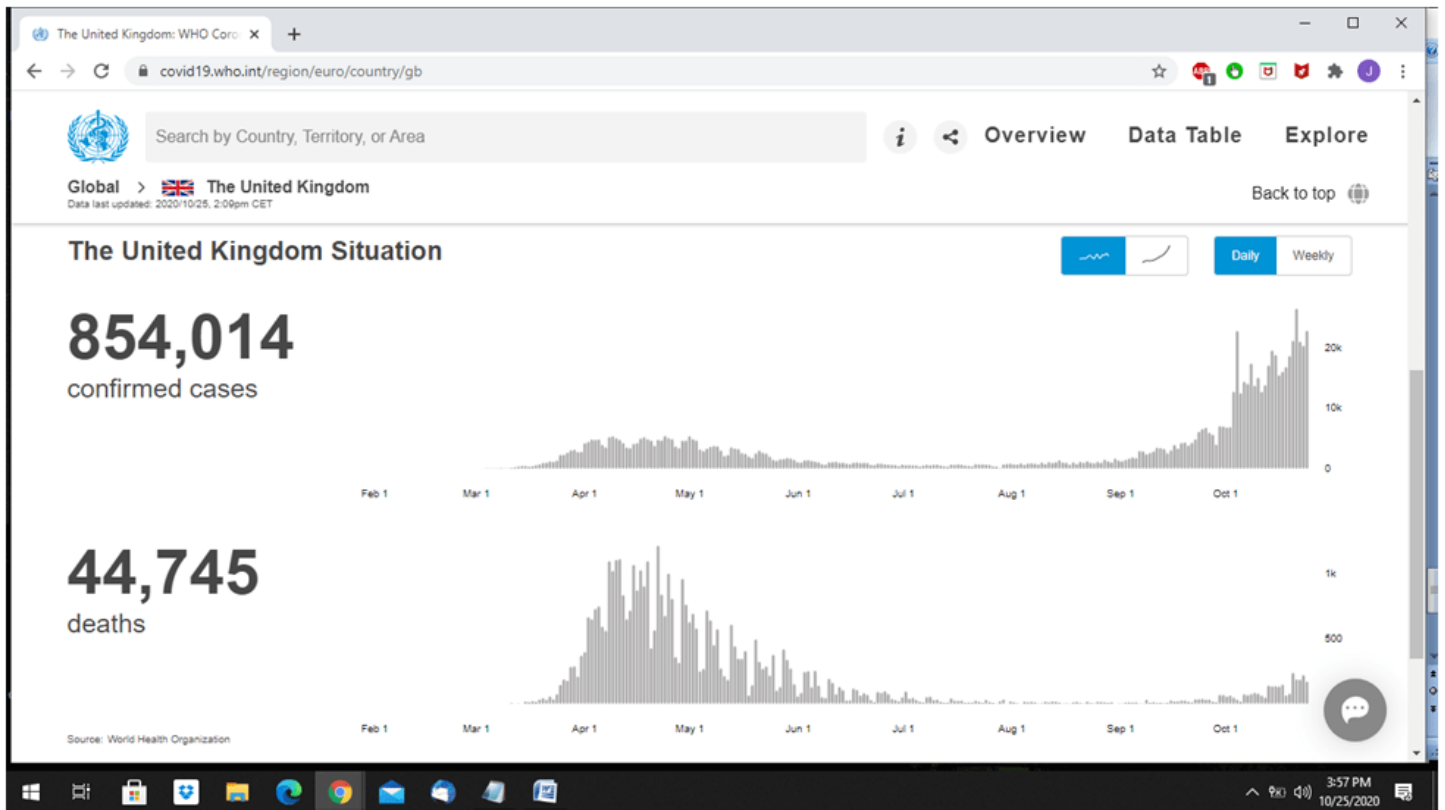 The United Kingdom: WHO Coro
covid19.who.int/region/euro/country/gb
ABP
1
J
Search by Country, Territory, or Area
i
Overview Data Table Explore
Global > The United Kingdom
Data last updated: 2020/10/25, 2:09pm CET
Back to top
The United Kingdom Situation
Daily Weekly
854,014
confirmed cases
20k
10k
0
Feb 1 Mar 1 Apr 1 May 1 Jun 1 Jul 1 Aug 1 Sep 1 Oct 1
44,745
deaths
1k
500
Feb 1 Mar 1 Apr 1 May 1 Jun 1 Jul 1 Aug 1 Sep 1 Oct 1
Source: World Health Organization
3:57 PM
10/25/2020